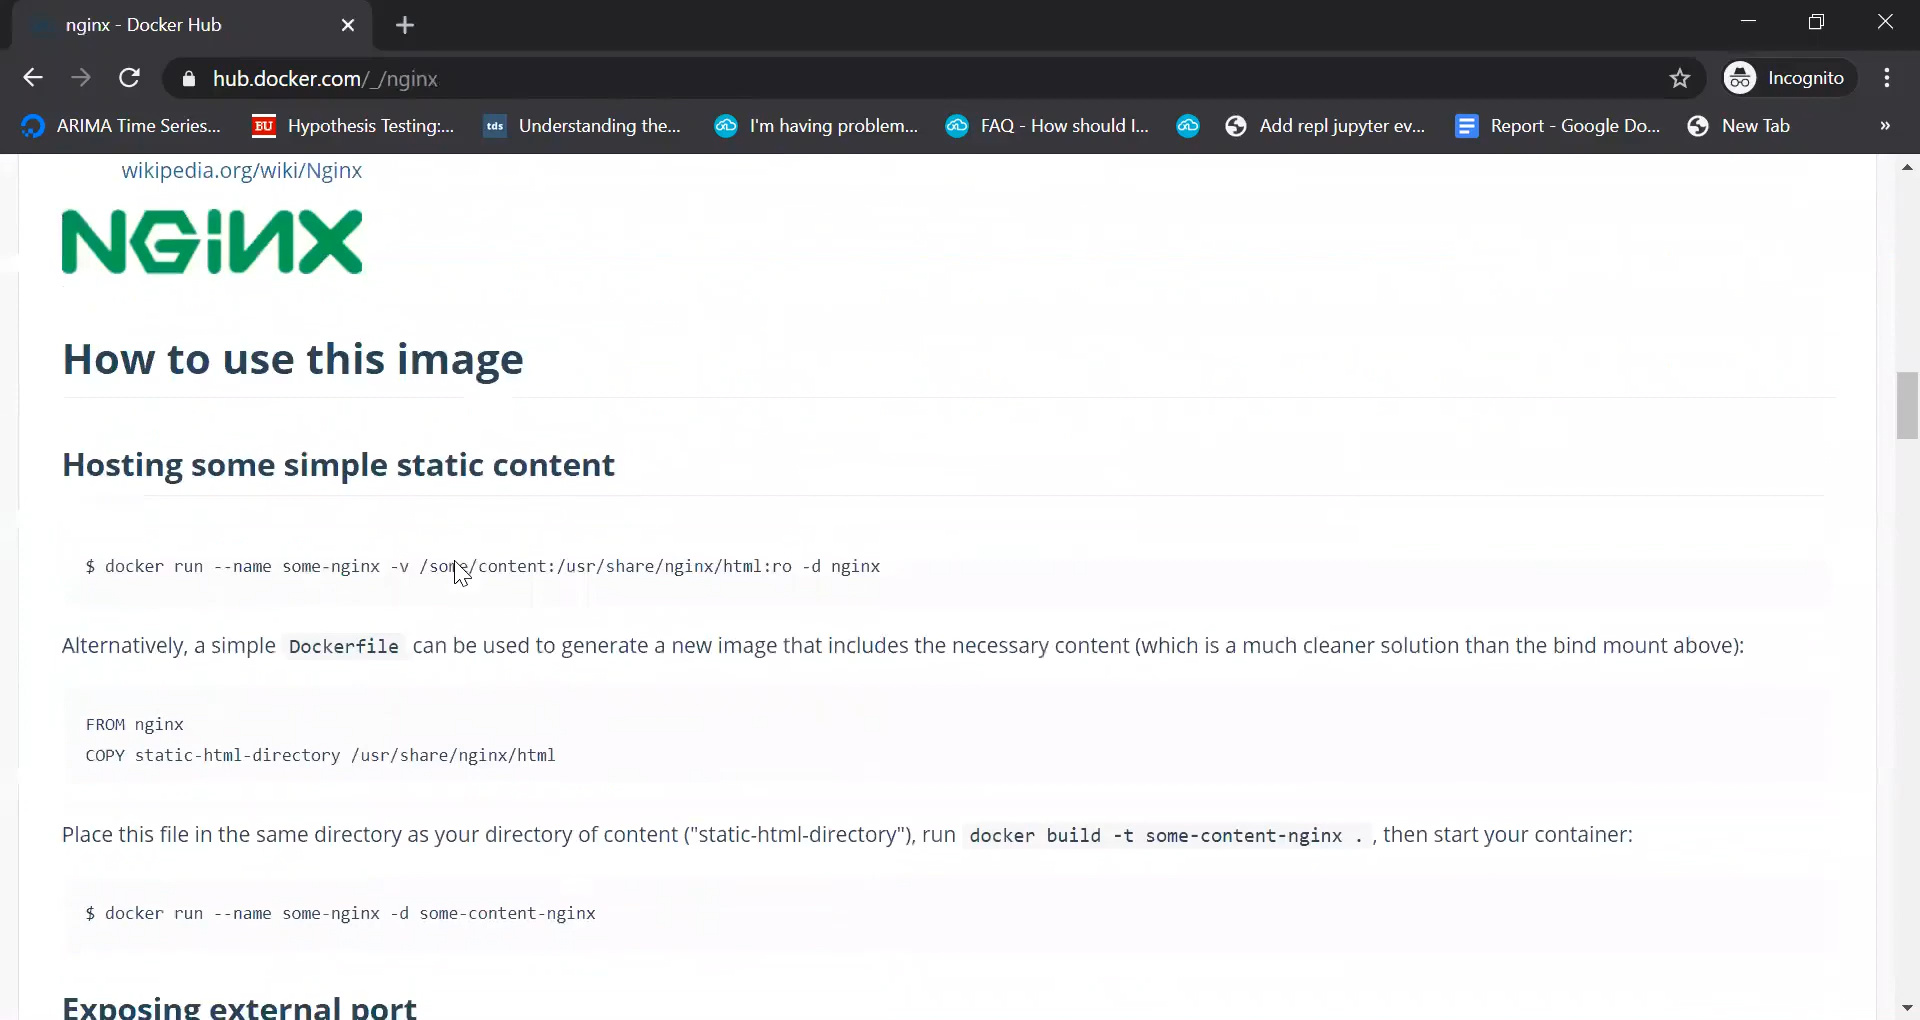 nginx - Docker Hub
hub.docker.com/_/nginx
Incognito
ARIMA Time Series...
BU
Hypothesis Testing:...
tds
Understanding the...
I'm having problem...
FAQ - How should I...
Add repl jupyter ev...
Report - Google Do...
New Tab
»
wikipedia.org/wiki/Nginx
NGINX
How to use this image
Hosting some simple static content
$ docker run --name some-nginx -v /some/content:/usr/share/nginx/html:ro -d nginx
Alternatively, a simple Dockerfile can be used to generate a new image that includes the necessary content (which is a much cleaner solution than the bind mount above):
FROM nginx
COPY static-html-directory /usr/share/nginx/html
Place this file in the same directory as your directory of content ("static-html-directory"), run docker build -t some-content-nginx . , then start your container:
$ docker run --name some-nginx -d some-content-nginx
Exposing external port